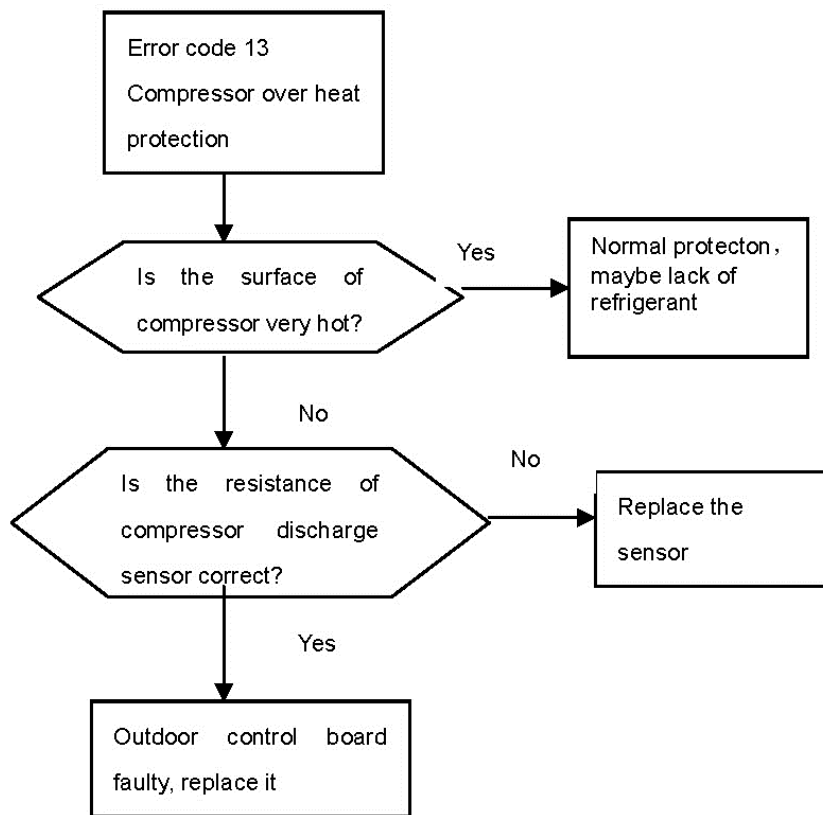 Error code 13
Compressor over heat
protection
Yes
Normal protecton，
maybe lack of
refrigerant
Is the surface of
compressor very hot?
No
No
Is the resistance of
compressor discharge
sensor correct?
Replace the
sensor
Yes
Outdoor control board
faulty, replace it